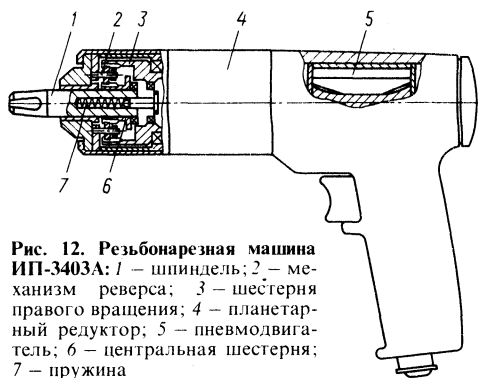 1 2 3 4 5
7 6
Рис. 12. Резьбонарезная машина
ИП-3403А: 1 — шпиндель; 2 — ме-
ханизм реверса; 3 — шестерня
правого вращения; 4 — планетар-
ный редуктор; 5 — пневмодвига-
тель; 6 — центральная шестерня;
7 — пружина